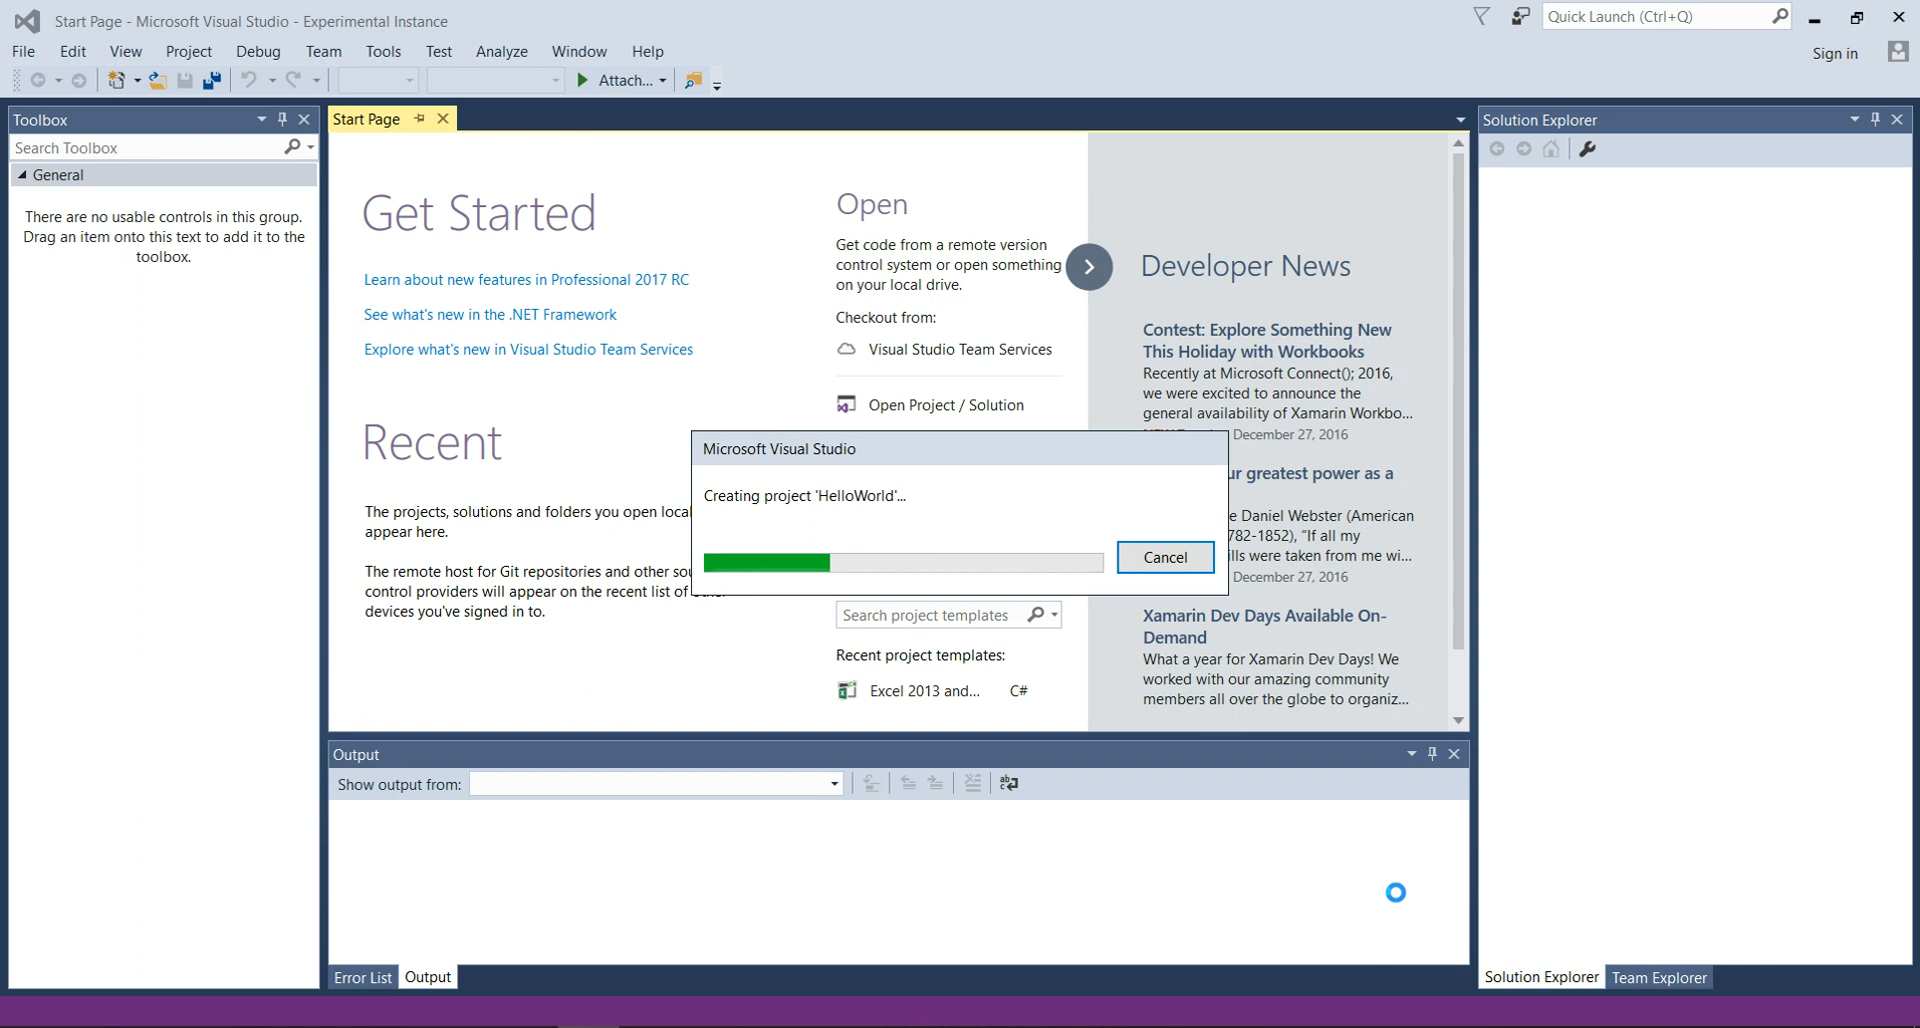 Start Page - Microsoft Visual Studio - Experimental Instance
Quick Launch (Ctrl+Q)
File Edit View Project Debug Team Tools Test Analyze Window Help
Sign in
Attach...
Toolbox
Search Toolbox
General
There are no usable controls in this group.
Drag an item onto this text to add it to the
toolbox.
Start Page
Get Started
Learn about new features in Professional 2017 RC
See what's new in the .NET Framework
Explore what's new in Visual Studio Team Services
Recent
The projects, solutions and folders you open local
appear here.
The remote host for Git repositories and other sou
control providers will appear on the recent list of
devices you've signed in to.
Open
Get code from a remote version
control system or open something
on your local drive.
Checkout from:
Visual Studio Team Services
Open Project / Solution
Microsoft Visual Studio
Creating project 'HelloWorld'...
Cancel
Search project templates
Recent project templates:
Excel 2013 and... C#
Developer News
Contest: Explore Something New
This Holiday with Workbooks
Recently at Microsoft Connect(); 2016,
we were excited to announce the
general availability of Xamarin Workbo...
December 27, 2016
ur greatest power as a
e Daniel Webster (American
782-1852), "If all my
ills were taken from me wi...
December 27, 2016
Xamarin Dev Days Available On-
Demand
What a year for Xamarin Dev Days! We
worked with our amazing community
members all over the globe to organiz...
Output
Show output from:
Error List Output
Solution Explorer
Solution Explorer Team Explorer